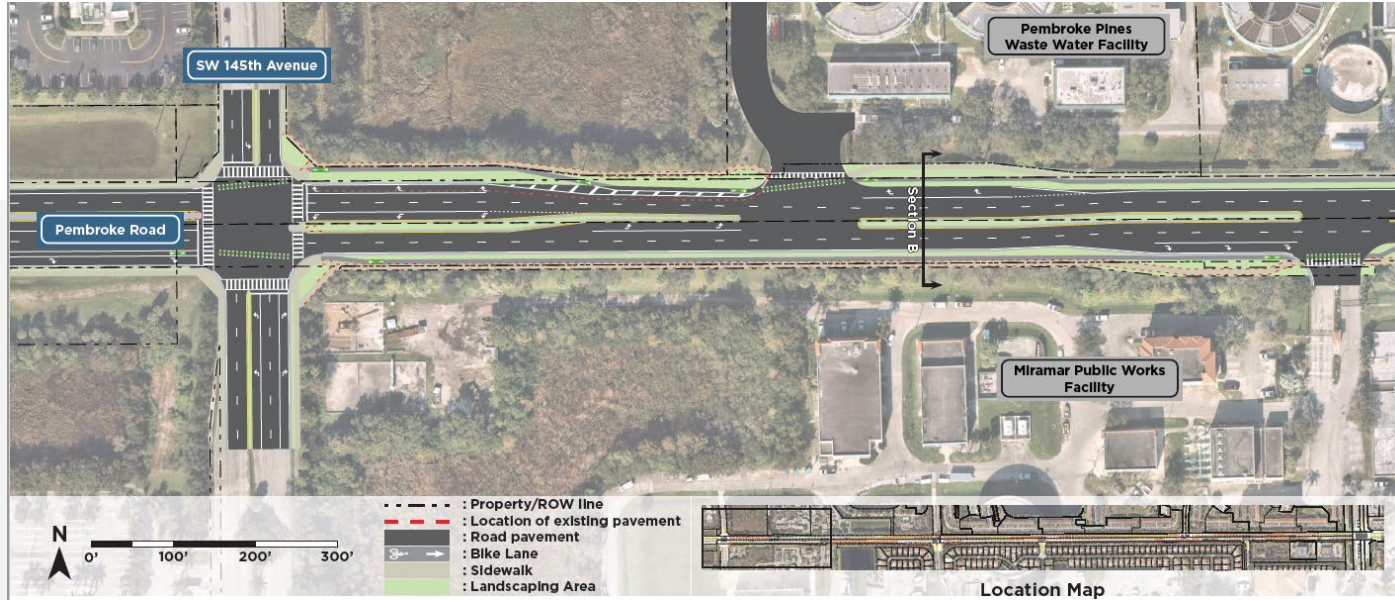 SW 145th Avenue
Pembroke Pines
Waste Water Facility
Pembroke Road
Section B
Miramar Public Works
Facility
N
0' 100' 200' 300'
: Property/ROW line
: Location of existing pavement
: Road pavement
: Bike Lane
: Sidewalk
: Landscaping Area
Location Map